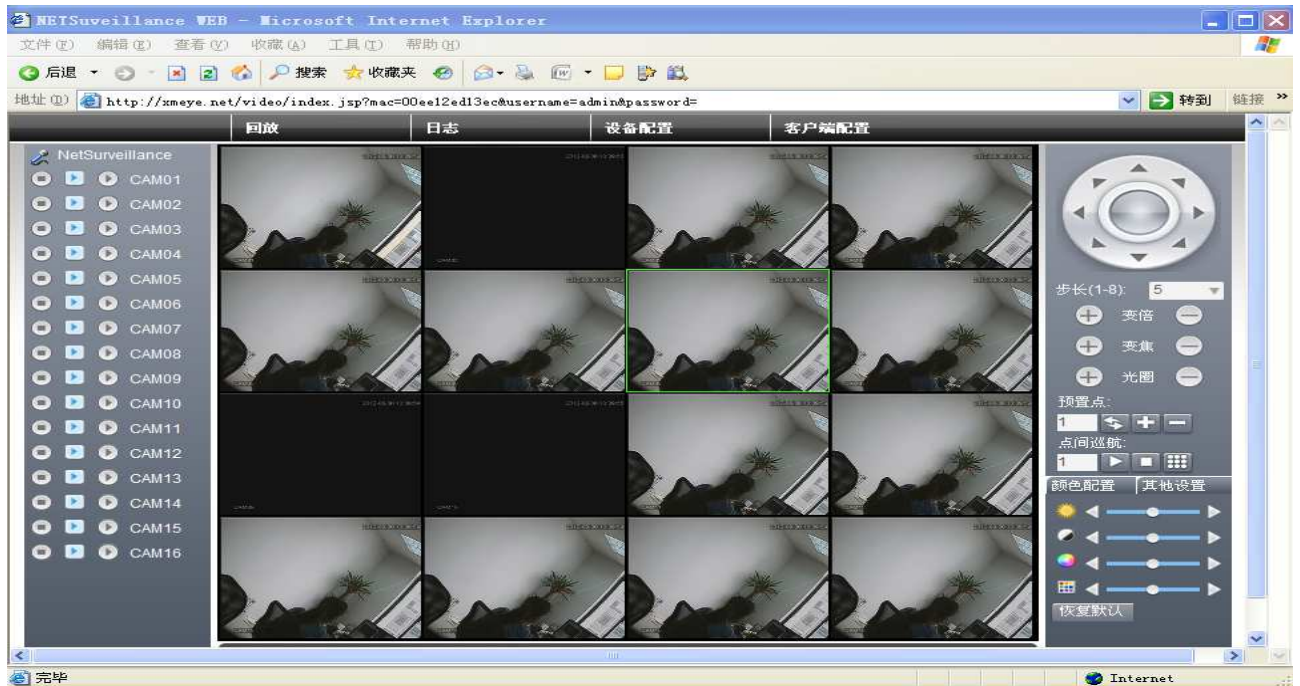 NETSuveillance WEB - Microsoft Internet Explorer
文件(F) 编辑(E) 查看(V) 收藏(A) 工具(T) 帮助(H)
后退 搜索 收藏夹
地址(D) http://xmeye.net/video/index.jsp?mac=00ee12ed13ec&username=admin&password= 转到 链接 »
回放 日志 设备配置 客户端配置
NetSurveillance
CAM01
CAM02
CAM03
CAM04
CAM05
CAM06
CAM07
CAM08
CAM09
CAM10
CAM11
CAM12
CAM13
CAM14
CAM15
CAM16
步长(1-8): 5
变倍
变焦
光圈
预置点:
1
点间巡航:
1
颜色配置 其他设置
恢复默认
完毕 Internet